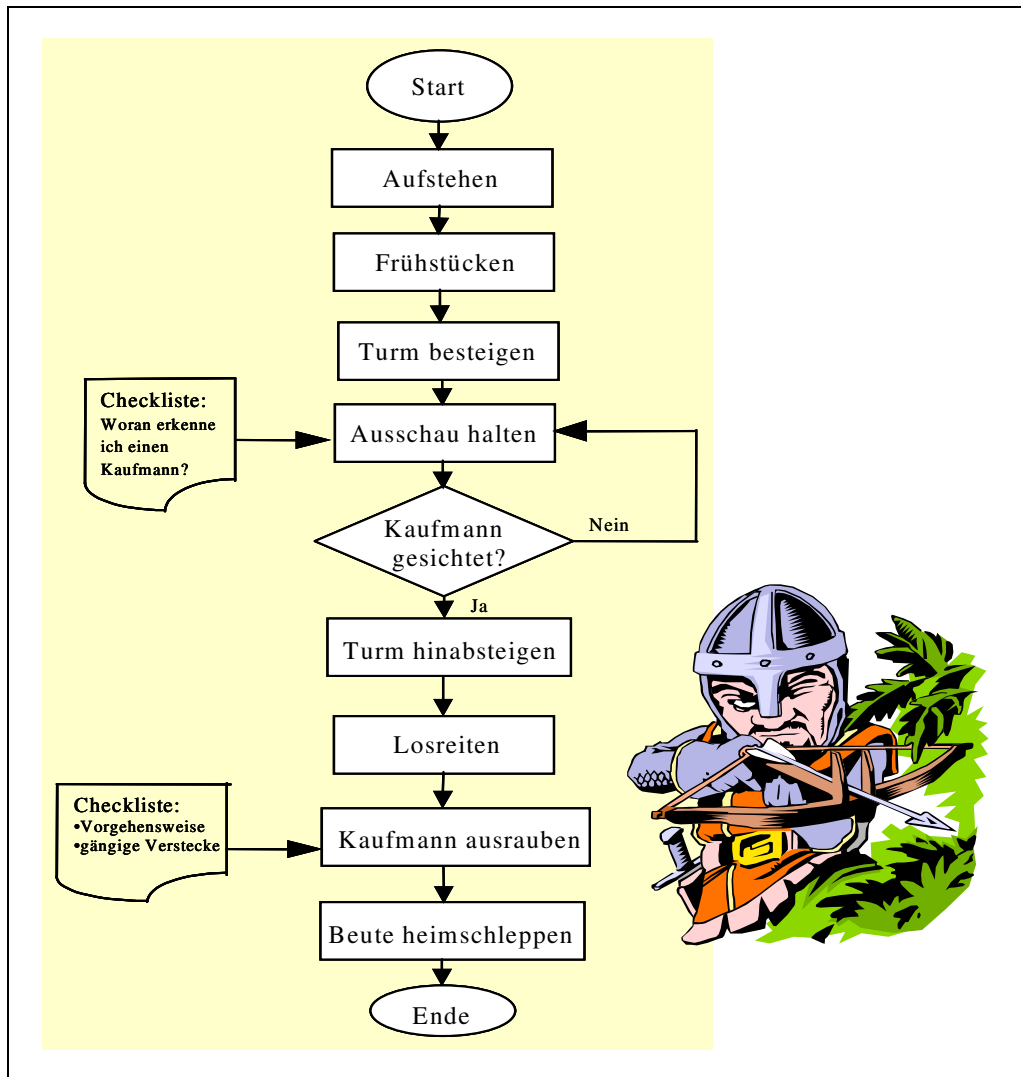 Start
Aufstehen
Frühstücken
Turm besteigen
Checkliste:
Woran erkenne
ich einen
Kaufmann?
Ausschau halten
Kaufmann
gesichtet?
Nein
Ja
Turm hinabsteigen
Losreiten
Checkliste:
•Vorgehensweise
•gängige Verstecke
Kaufmann ausrauben
Beute heimschleppen
Ende